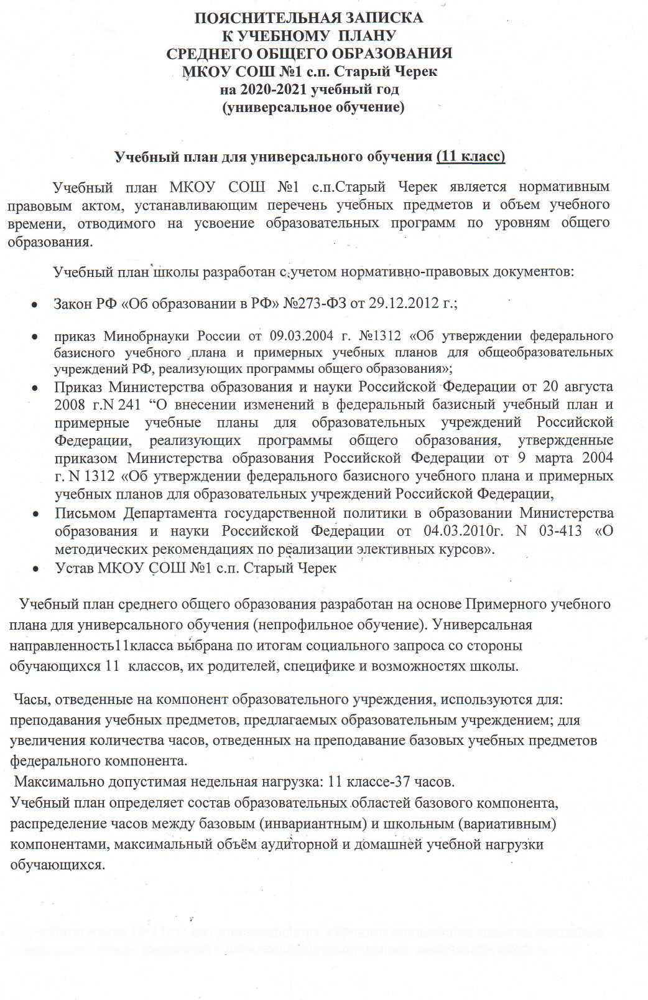 ПОЯСНИТЕЛЬНАЯ ЗАПИСКА
К УЧЕБНОМУ ПЛАНУ
СРЕДНЕГО ОБЩЕГО ОБРАЗОВАНИЯ
МКОУ СОШ №1 с.п. Старый Черек
на 2020-2021 учебный год
(универсальное обучение)
Учебный план для универсального обучения (11 класс)
Учебный план МКОУ СОШ №1 с.п.Старый Черек является нормативным
правовым актом, устанавливающим перечень учебных предметов и объем учебного
времени, отводимого на усвоение образовательных программ по уровням общего
образования.
Учебный план школы разработан с учетом нормативно-правовых документов:
• Закон РФ «Об образовании в РФ» №273-ФЗ от 29.12.2012 г.;
• приказ Минобрнауки России от 09.03.2004 г. №1312 «Об утверждении федерального
базисного учебного плана и примерных учебных планов для общеобразовательных
учреждений РФ, реализующих программы общего образования»;
• Приказ Министерства образования и науки Российской Федерации от 20 августа
2008 г.N 241 “О внесении изменений в федеральный базисный учебный план и
примерные учебные планы для образовательных учреждений Российской
Федерации, реализующих программы общего образования, утвержденные
приказом Министерства образования Российской Федерации от 9 марта 2004
г. N 1312 «Об утверждении федерального базисного учебного плана и примерных
учебных планов для образовательных учреждений Российской Федерации,
• Письмом Департамента государственной политики в образовании Министерства
образования и науки Российской Федерации от 04.03.2010г. N 03-413 «О
методических рекомендациях по реализации элективных курсов».
• Устав МКОУ СОШ №1 с.п. Старый Черек
Учебный план среднего общего образования разработан на основе Примерного учебного
плана для универсального обучения (непрофильное обучение). Универсальная
направленность11класса выбрана по итогам социального запроса со стороны
обучающихся 11 классов, их родителей, специфике и возможностях школы.
Часы, отведенные на компонент образовательного учреждения, используются для:
преподавания учебных предметов, предлагаемых образовательным учреждением; для
увеличения количества часов, отведенных на преподавание базовых учебных предметов
федерального компонента.
Максимально допустимая недельная нагрузка: 11 классе-37 часов.
Учебный план определяет состав образовательных областей базового компонента,
распределение часов между базовым (инвариантным) и школьным (вариативным)
компонентами, максимальный объём аудиторной и домашней учебной нагрузки
обучающихся.